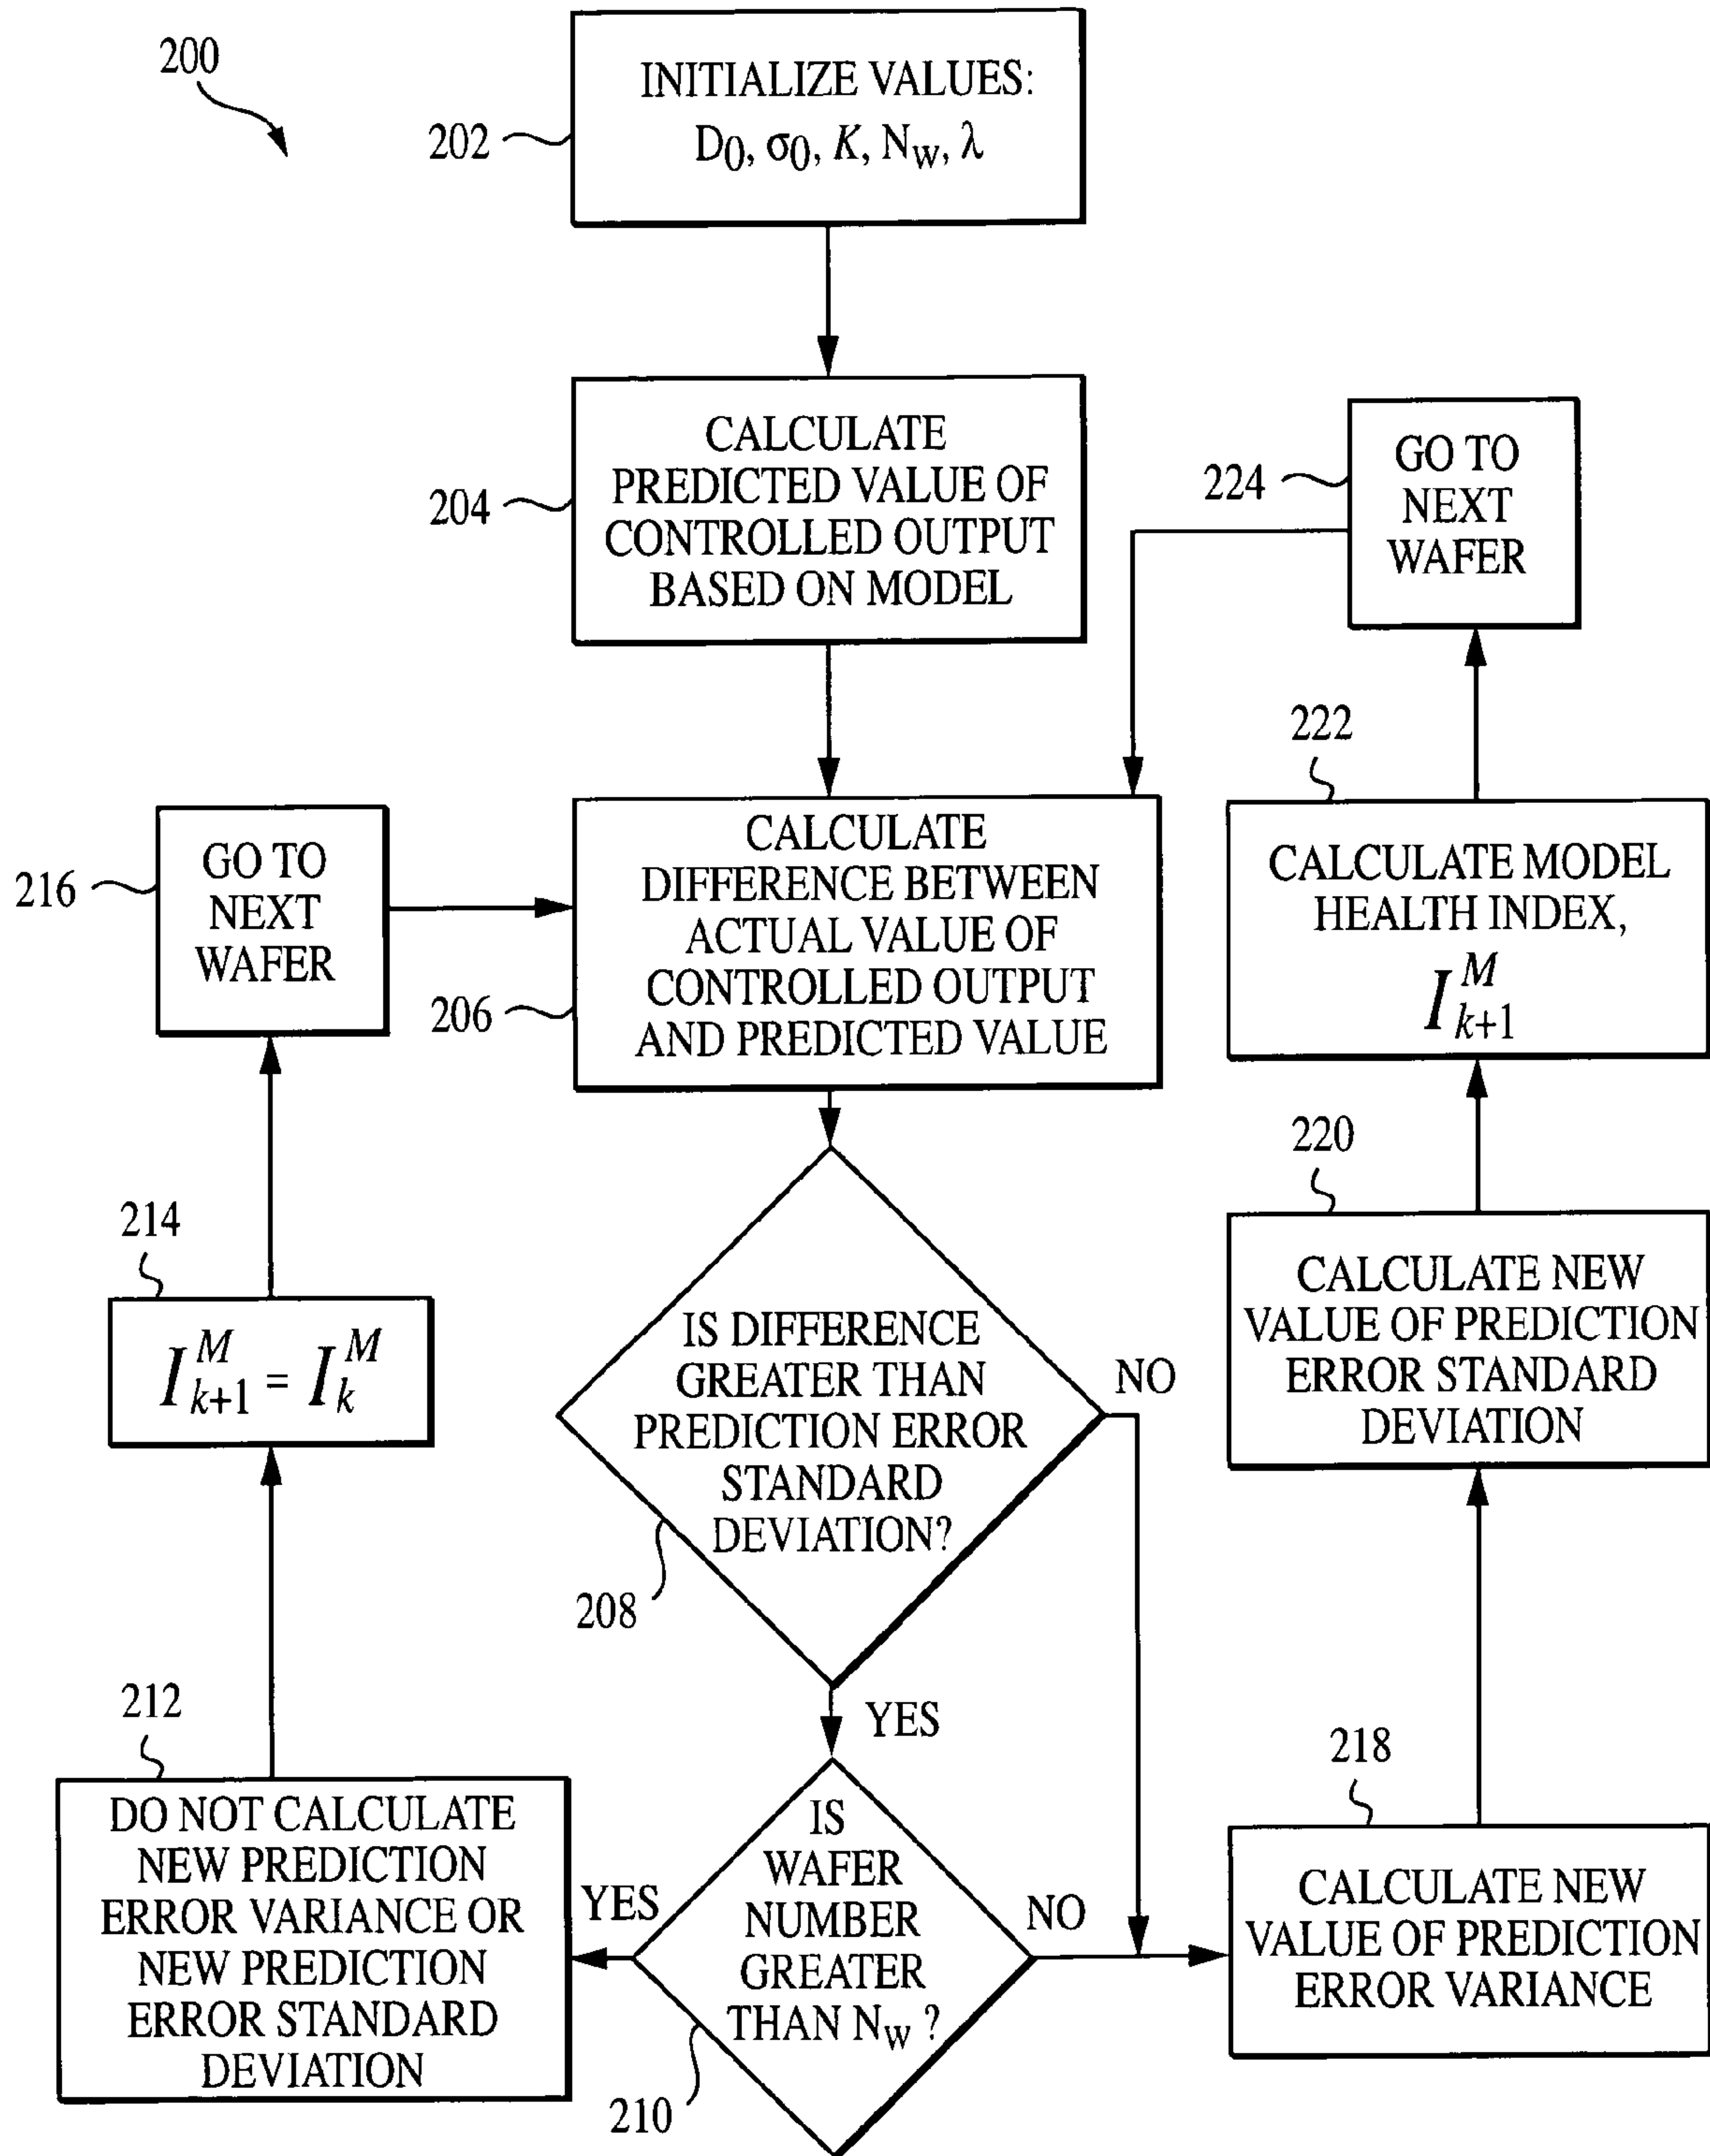 200
202
INITIALIZE VALUES:
D0, σ0, K, Nw, λ
204
CALCULATE
PREDICTED VALUE OF
CONTROLLED OUTPUT
BASED ON MODEL
224
GO TO
NEXT
WAFER
216
GO TO
NEXT
WAFER
206
CALCULATE
DIFFERENCE BETWEEN
ACTUAL VALUE OF
CONTROLLED OUTPUT
AND PREDICTED VALUE
222
CALCULATE MODEL
HEALTH INDEX,
I^M_{k+1}
214
I^M_{k+1} = I^M_k
208
IS DIFFERENCE
GREATER THAN
PREDICTION ERROR
STANDARD
DEVIATION?
NO
YES
220
CALCULATE NEW
VALUE OF PREDICTION
ERROR STANDARD
DEVIATION
212
DO NOT CALCULATE
NEW PREDICTION
ERROR VARIANCE OR
NEW PREDICTION
ERROR STANDARD
DEVIATION
YES
210
IS
WAFER
NUMBER
GREATER
THAN Nw ?
NO
218
CALCULATE NEW
VALUE OF PREDICTION
ERROR VARIANCE